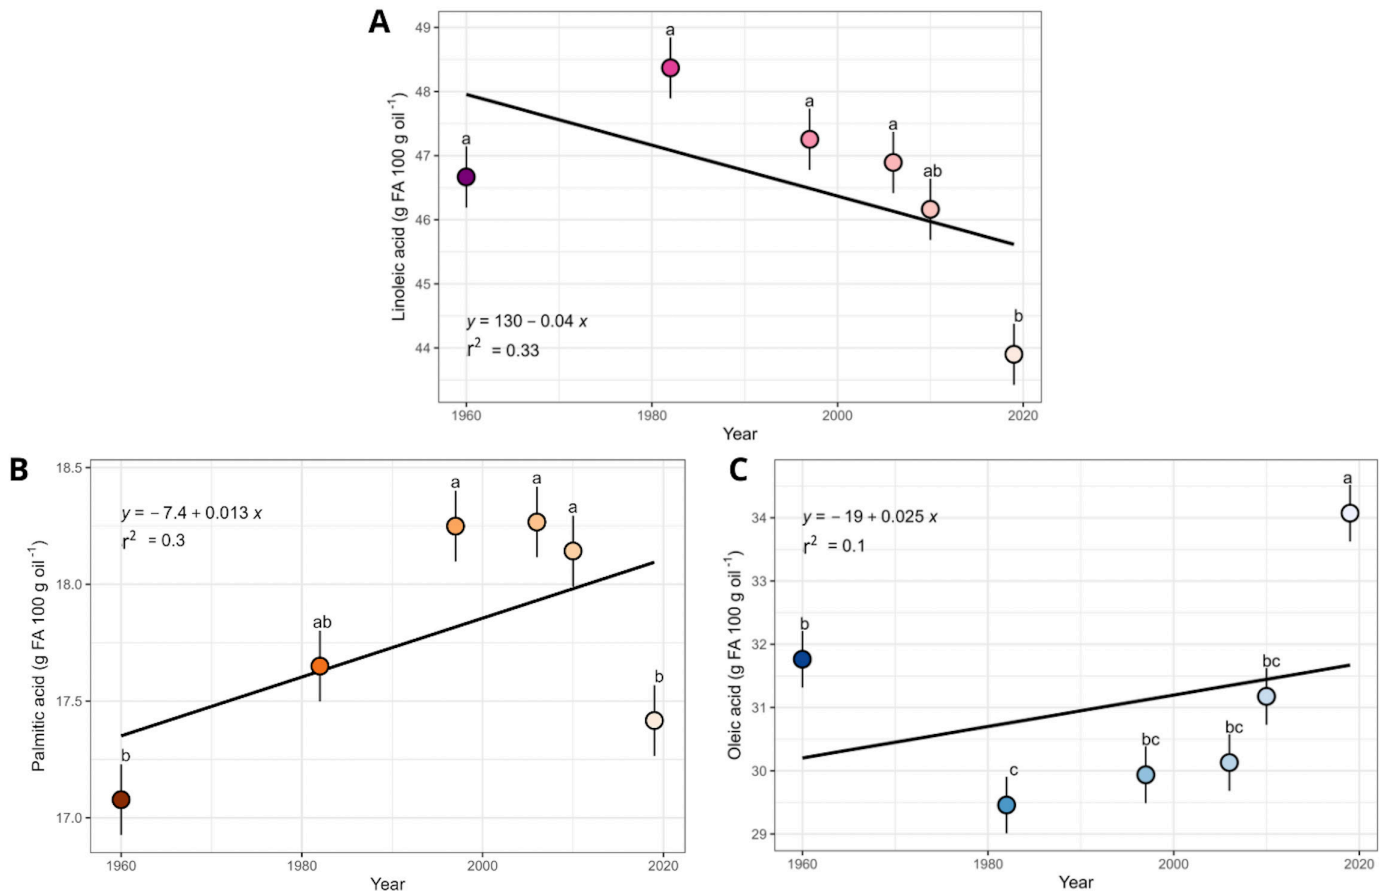 A
49
48
47
46
45
44
Linoleic acid (g FA 100 g oil⁻¹)
a
a
a
a
ab
b
y = 130 − 0.04 x
r² = 0.33
1960
1980
2000
2020
Year
B
18.5
18.0
17.5
17.0
Palmitic acid (g FA 100 g oil⁻¹)
y = − 7.4 + 0.013 x
r² = 0.3
b
ab
a
a
a
b
1960
1980
2000
2020
Year
C
34
33
32
31
30
29
Oleic acid (g FA 100 g oil⁻¹)
y = − 19 + 0.025 x
r² = 0.1
b
c
bc
bc
bc
a
1960
1980
2000
2020
Year